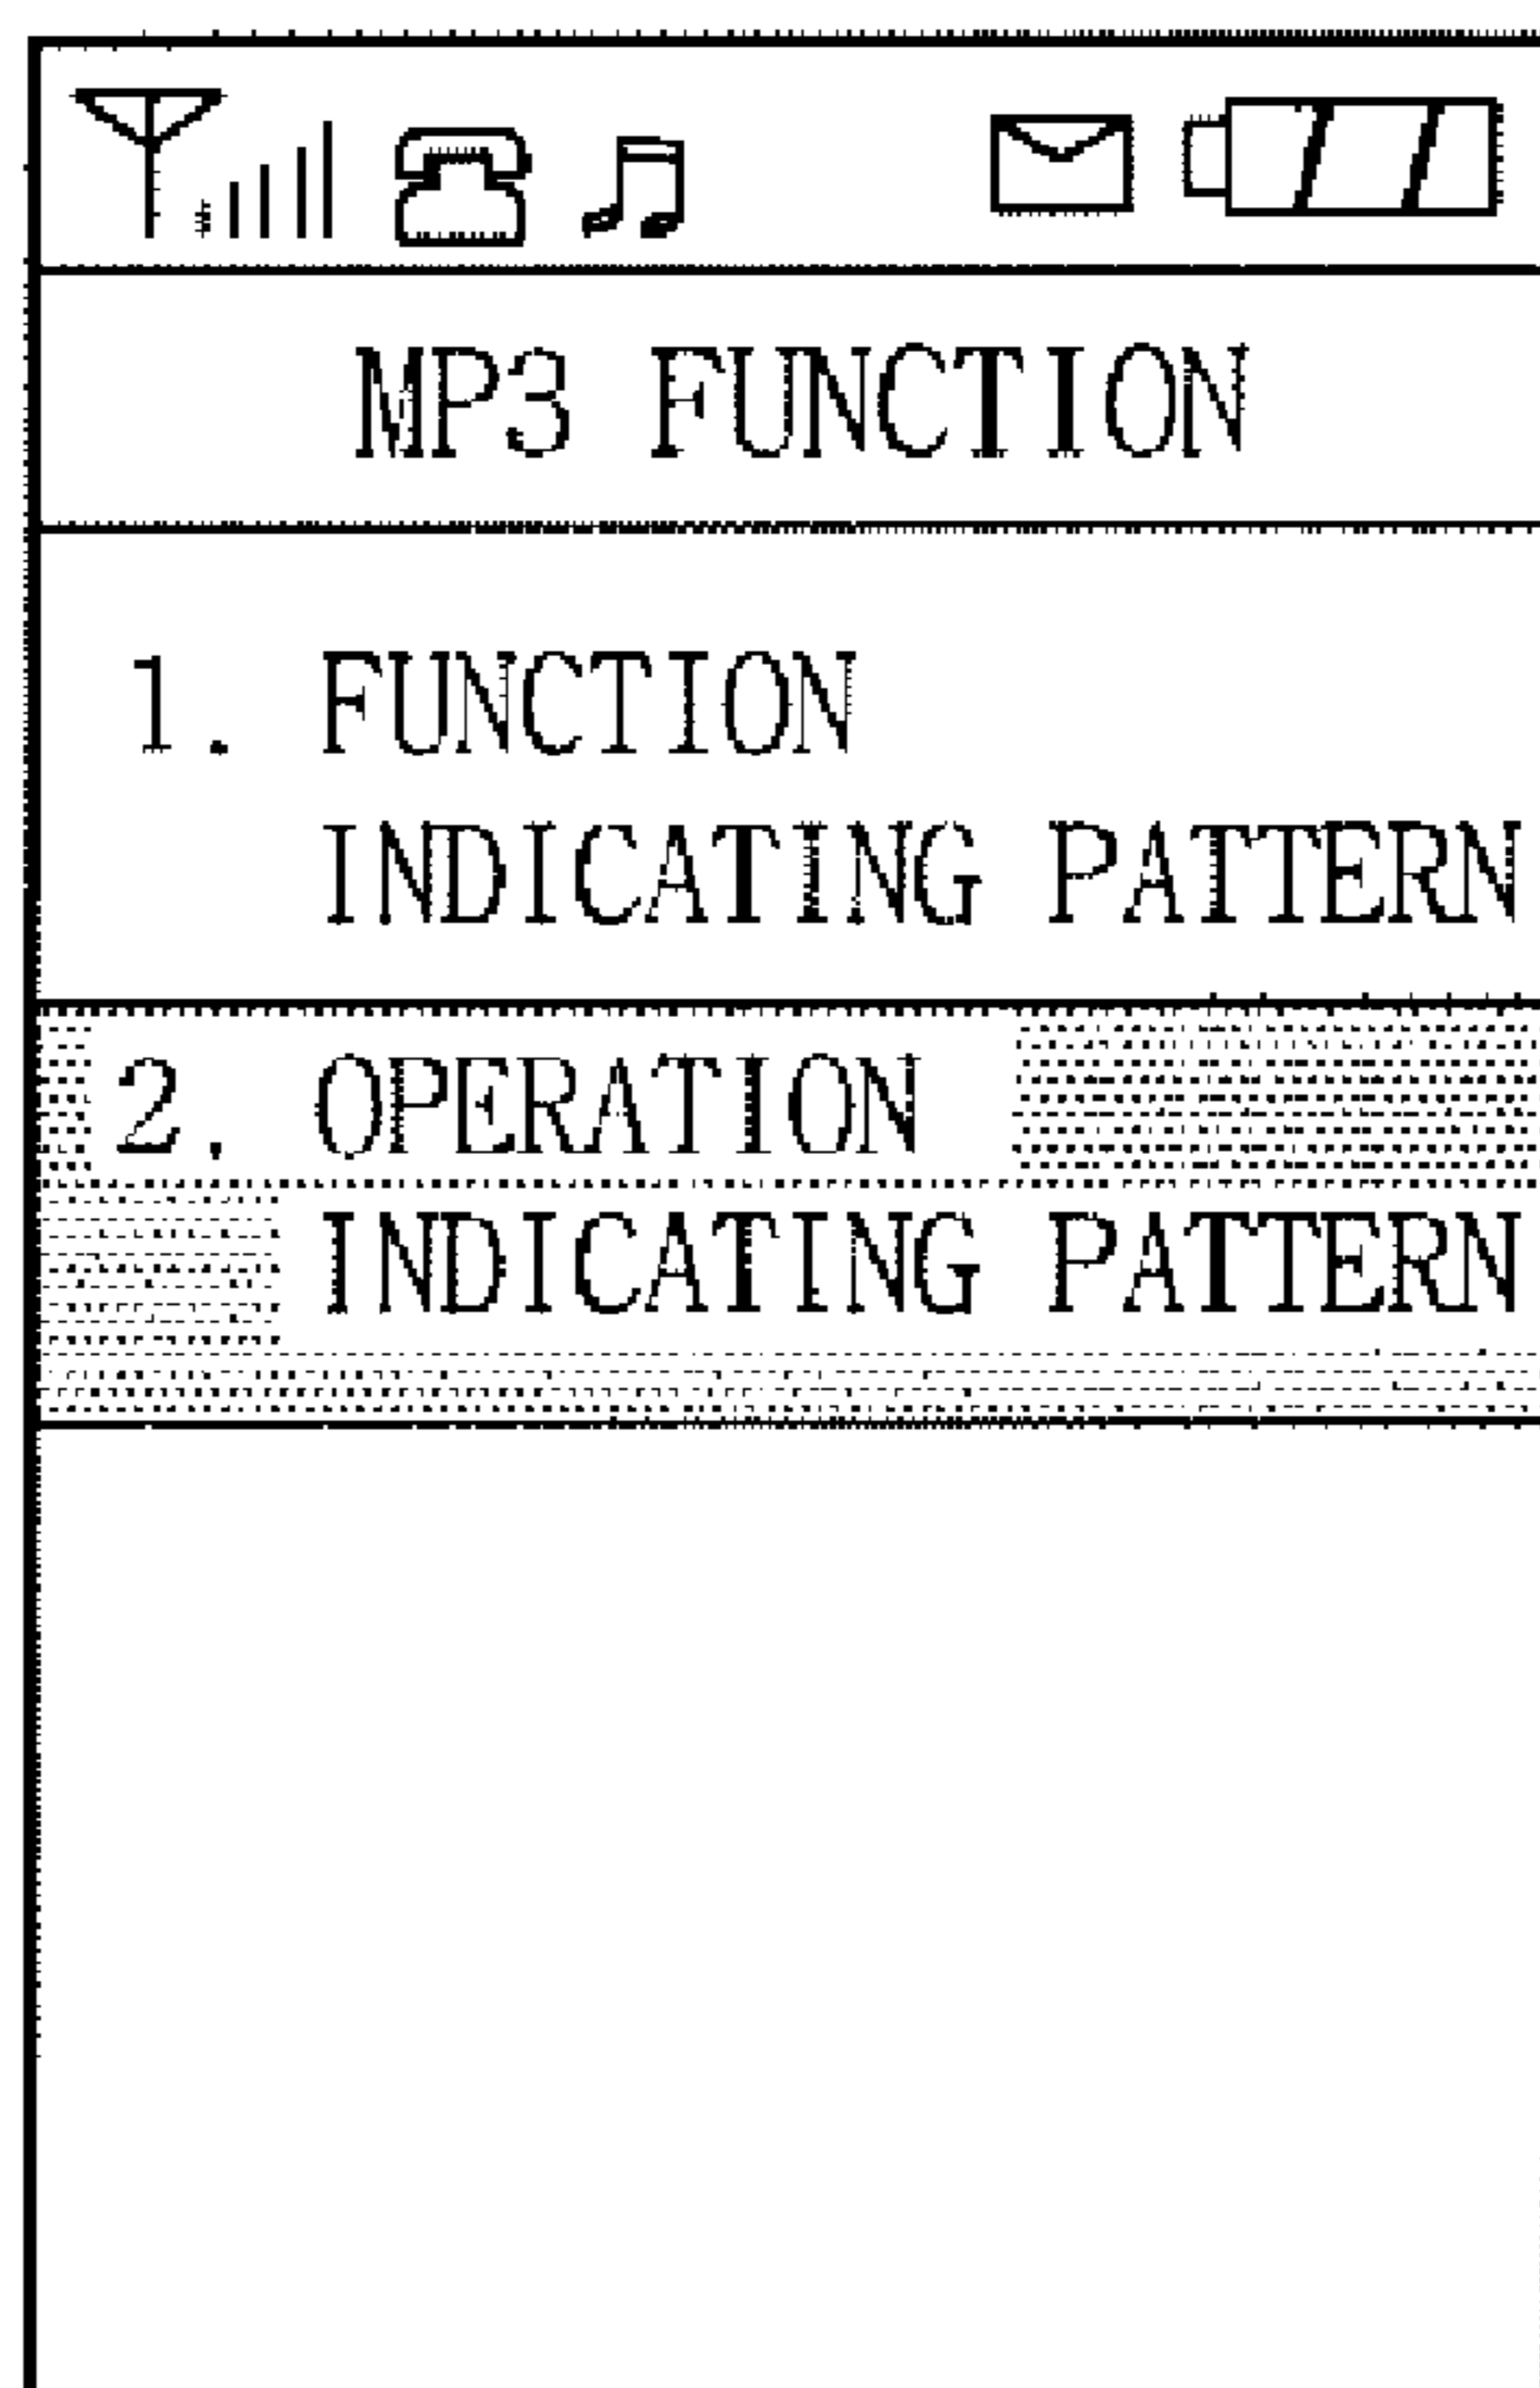 MP3 FUNCTION
1. FUNCTION
INDICATING PATTERN
2. OPERATION
INDICATING PATTERN